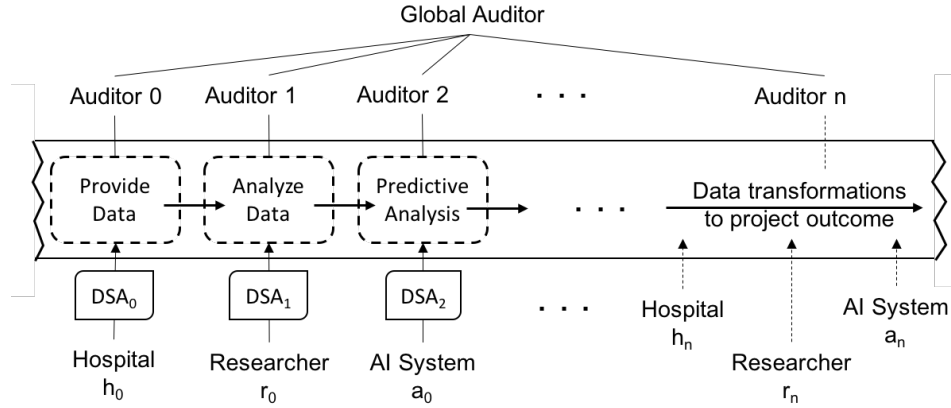 Global Auditor
Auditor 0 Auditor 1 Auditor 2 . . . Auditor n
Provide Data
Analyze Data
Predictive Analysis
. . .
Data transformations
to project outcome
DSA₀ DSA₁ DSA₂ . . .
Hospital h₀
Researcher r₀
AI System a₀
Hospital hₙ
Researcher rₙ
AI System aₙ